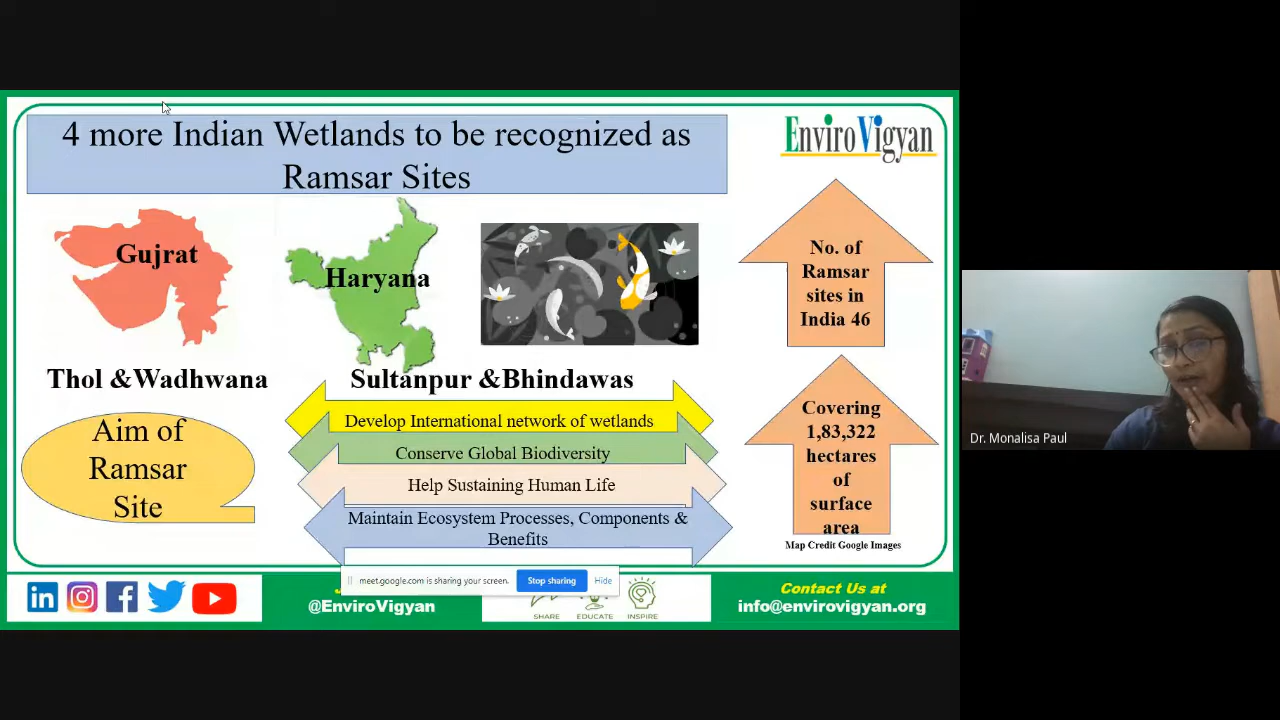 4 more Indian Wetlands to be recognized as
Ramsar Sites
EnviroVigyan
Gujrat
Haryana
Thol &Wadhwana
Sultanpur &Bhindawas
No. of
Ramsar
sites in
India 46
Aim of
Ramsar
Site
Develop International network of wetlands
Conserve Global Biodiversity
Help Sustaining Human Life
Maintain Ecosystem Processes, Components &
Benefits
Covering
1,83,322
hectares
of
surface
area
Map Credit Google Images
meet.google.com is sharing your screen.
Stop sharing
Hide
in
@EnviroVigyan
SHARE
EDUCATE
INSPIRE
Contact Us at
info@envirovigyan.org
Dr. Monalisa Paul